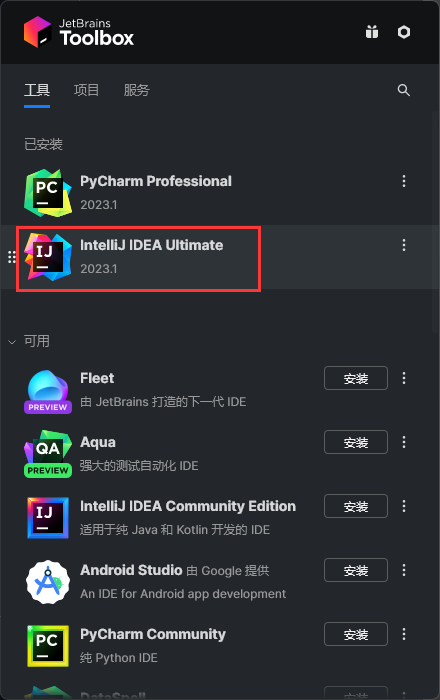 JetBrains
Toolbox
工具 项目 服务
已安装
PC
PyCharm Professional
2023.1
IJ
IntelliJ IDEA Ultimate
2023.1
可用
Fleet
PREVIEW
由 JetBrains 打造的下一代 IDE
安装
QA
PREVIEW
Aqua
强大的测试自动化 IDE
安装
IJ
IntelliJ IDEA Community Edition
适用于纯 Java 和 Kotlin 开发的 IDE
安装
Android Studio 由 Google 提供
An IDE for Android app development
安装
PC
PyCharm Community
纯 Python IDE
安装
DataSpell
安装